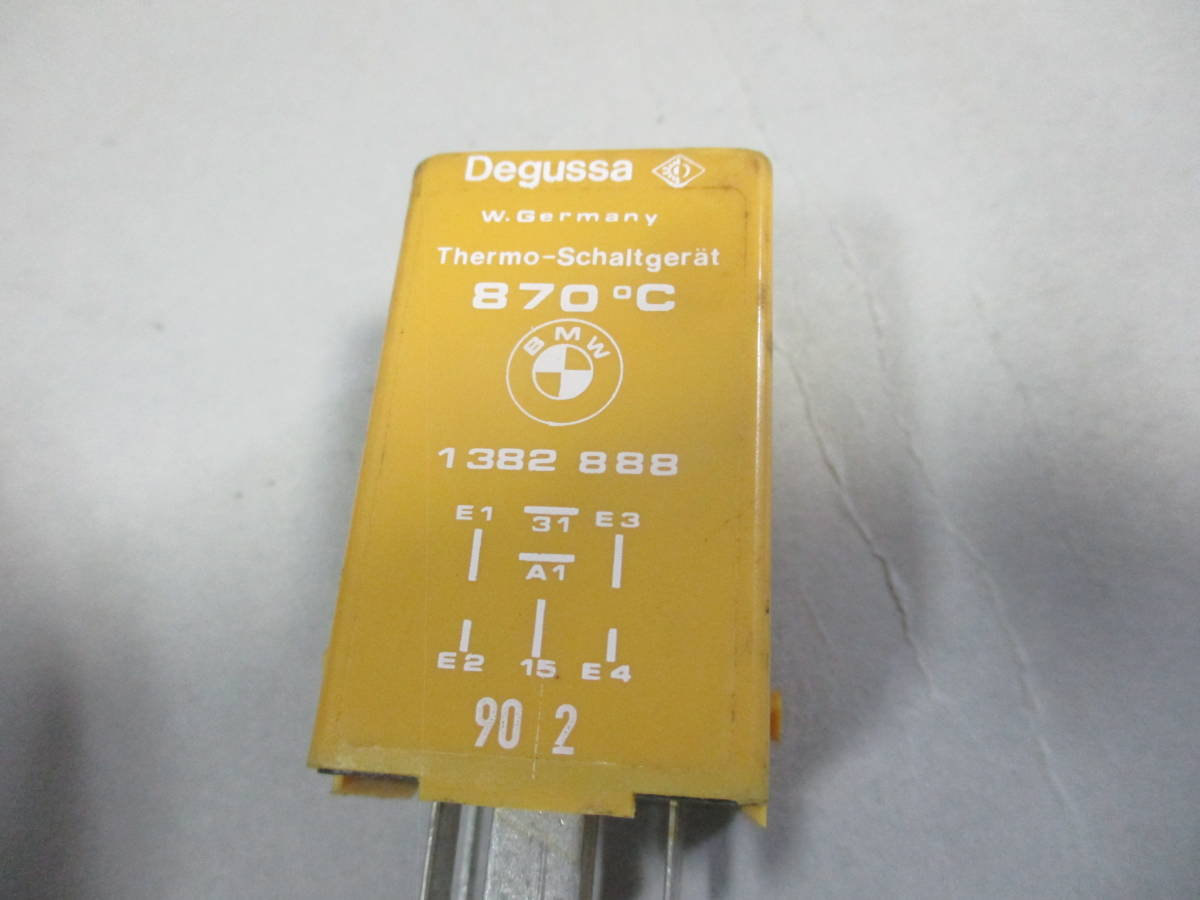 Degussa
W. Germany
Thermo-Schaltgerät
870 °C
BMW
1382 888
E1 31 E3
A1
E2 15 E4
90 2